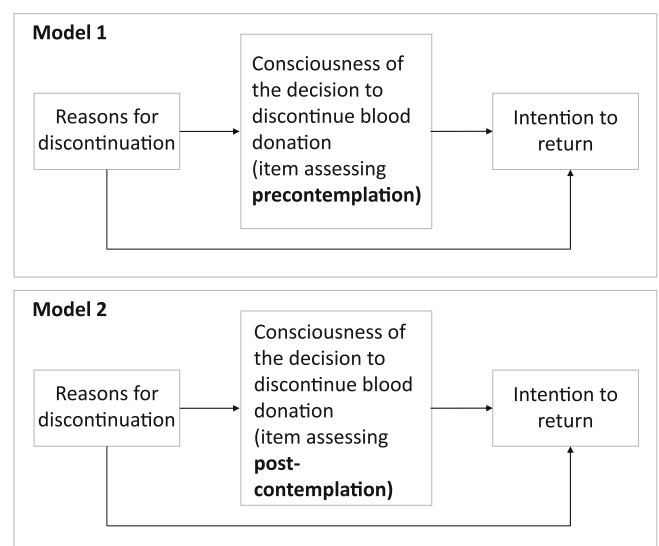 Model 1
Reasons for
discontinuation
Consciousness of
the decision to
discontinue blood
donation
(item assessing
precontemplation)
Intention to
return
Model 2
Reasons for
discontinuation
Consciousness of
the decision to
discontinue blood
donation
(item assessing
post-
contemplation)
Intention to
return